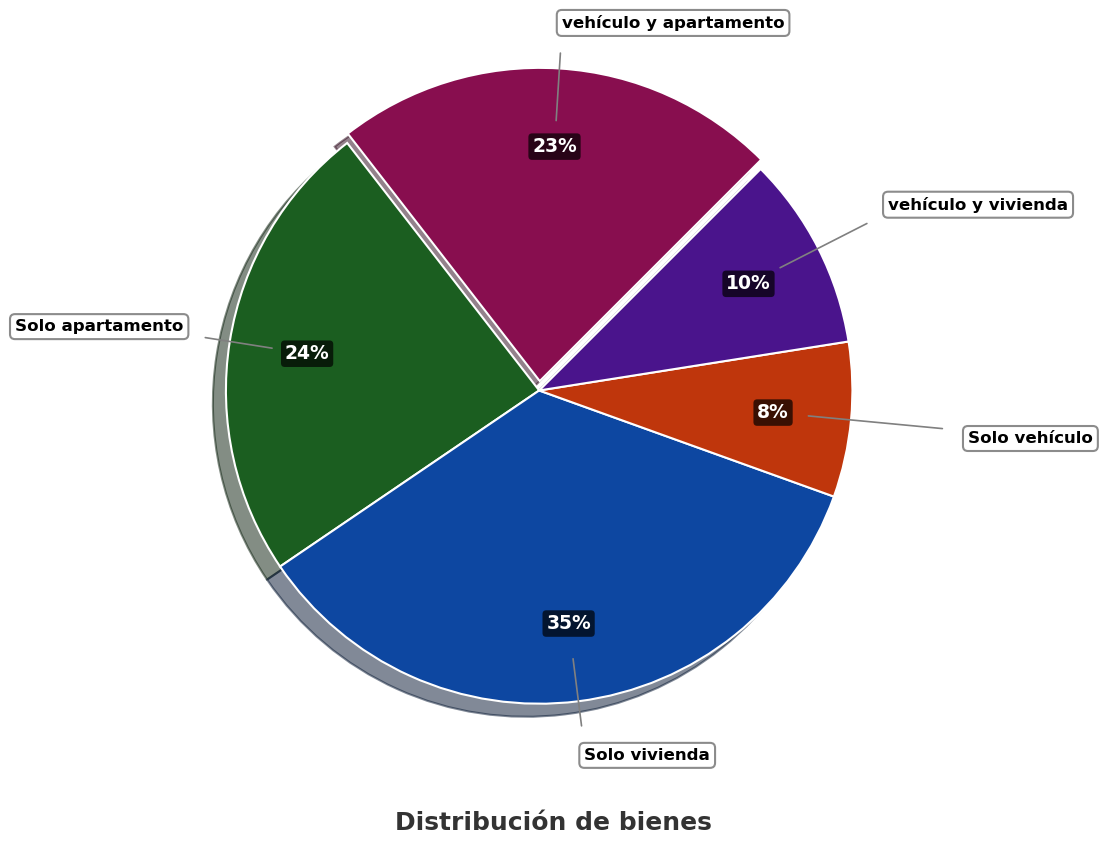 vehículo y apartamento
23%
vehículo y vivienda
10%
Solo apartamento
24%
8%
Solo vehículo
35%
Solo vivienda
Distribución de bienes